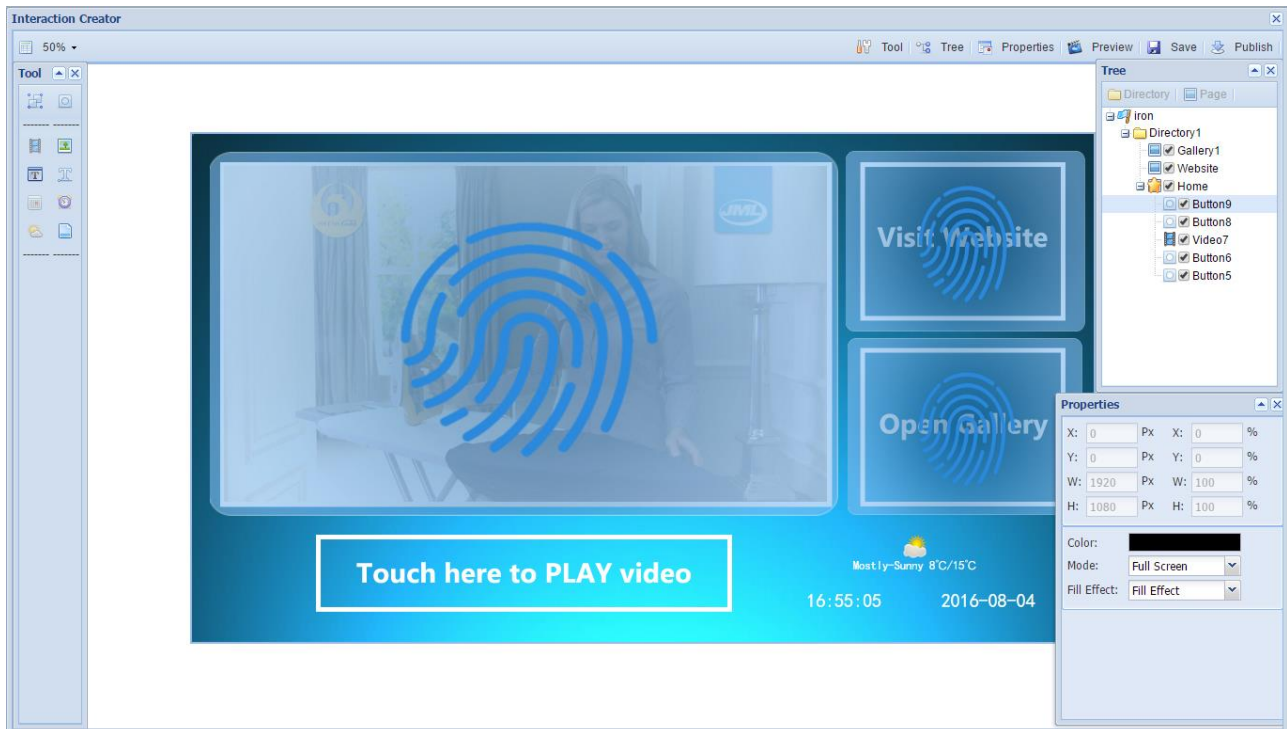 Interaction Creator
50%
Tool Tree Properties Preview Save Publish
Tool
Tree
Directory Page
iron
Directory1
Gallery1
Website
Home
Button9
Button8
Video7
Button6
Button5
JML
Visit Website
Open Gallery
Touch here to PLAY video
Mostly-Sunny 8℃/15℃
16:55:05 2016-08-04
Properties
X: 0 Px X: 0 %
Y: 0 Px Y: 0 %
W: 1920 Px W: 100 %
H: 1080 Px H: 100 %
Color:
Mode: Full Screen
Fill Effect: Fill Effect